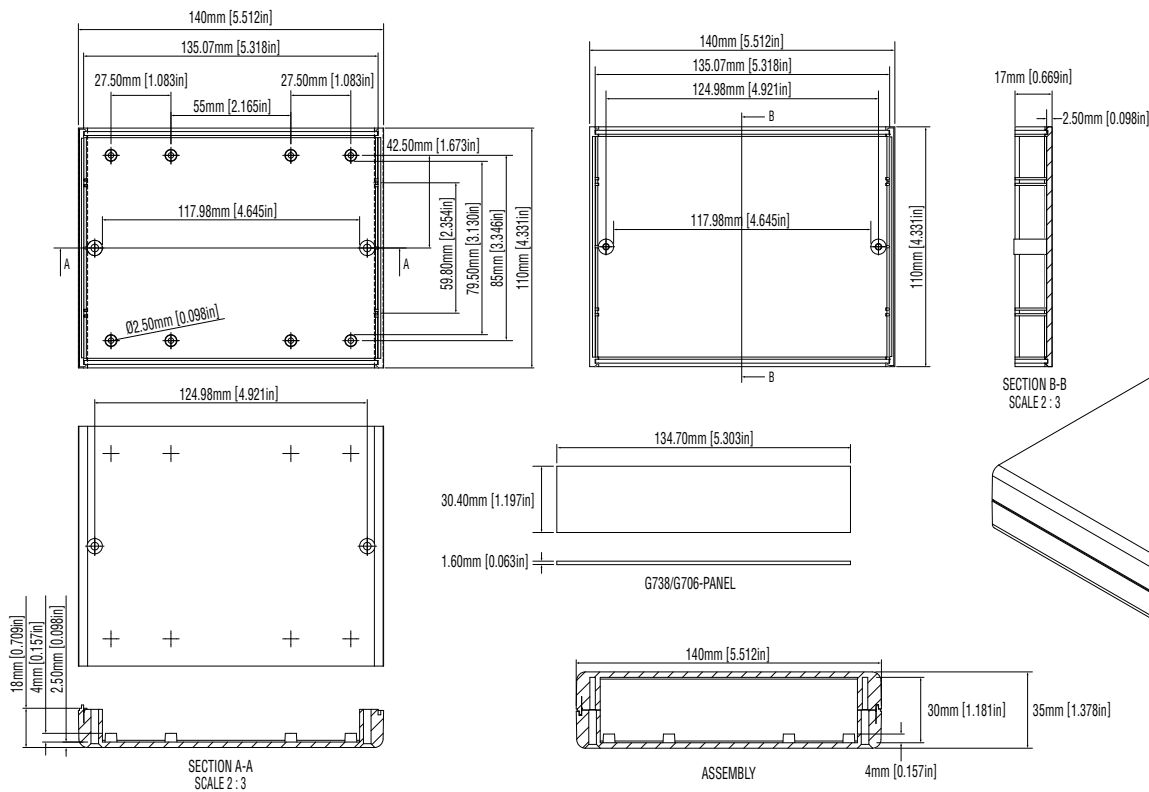 140mm [5.512in]
135.07mm [5.318in]
27.50mm [1.083in]
27.50mm [1.083in]
55mm [2.165in]
42.50mm [1.673in]
117.98mm [4.645in]
59.80mm [2.354in]
79.50mm [3.130in]
85mm [3.346in]
110mm [4.331in]
A
A
Ø2.50mm [0.098in]
140mm [5.512in]
135.07mm [5.318in]
124.98mm [4.921in]
B
117.98mm [4.645in]
110mm [4.331in]
B
17mm [0.669in]
2.50mm [0.098in]
SECTION B-B
SCALE 2 : 3
124.98mm [4.921in]
134.70mm [5.303in]
30.40mm [1.197in]
1.60mm [0.063in]
G738/G706-PANEL
18mm [0.709in]
4mm [0.157in]
2.50mm [0.098in]
SECTION A-A
SCALE 2 : 3
140mm [5.512in]
30mm [1.181in]
35mm [1.378in]
4mm [0.157in]
ASSEMBLY